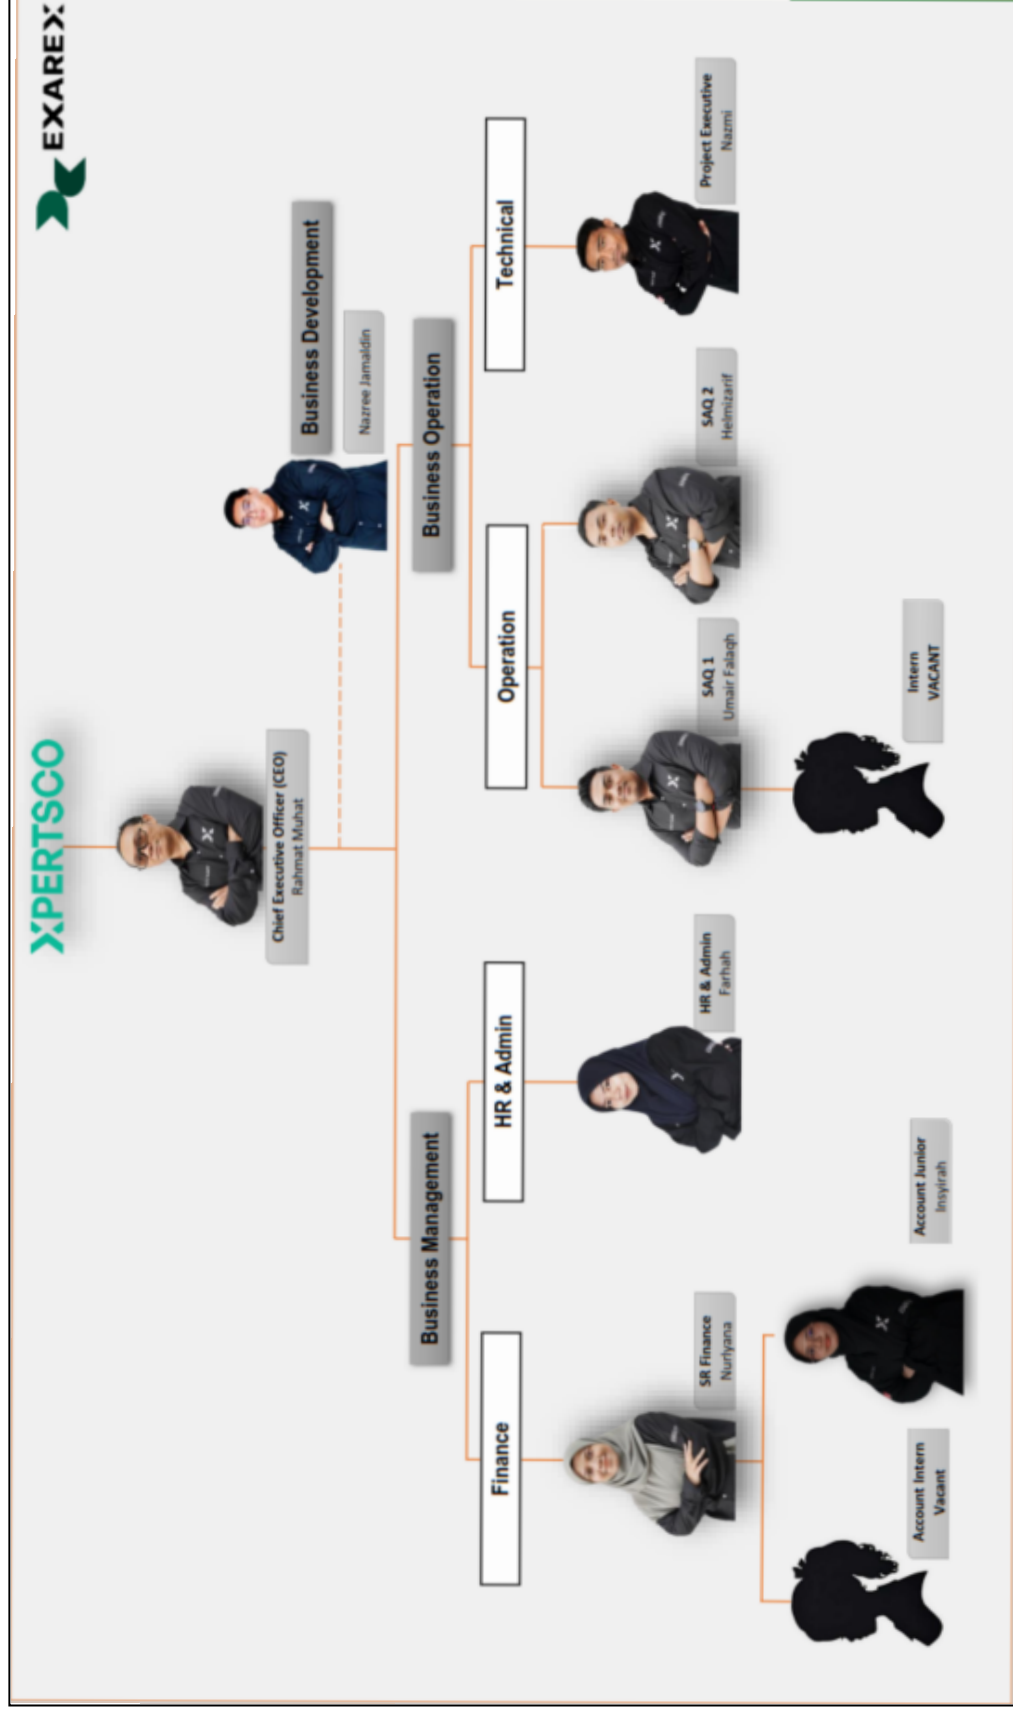 XPERTSCO
EXAREX
Chief Executive Officer (CEO)
Rahmat Muhat
Business Development
Nazree Jamaldin
Business Management
Business Operation
Finance
HR & Admin
Operation
Technical
SR Finance
Nurlyana
HR & Admin
Farhah
SAQ 1
Umair Falaqh
SAQ 2
Helmizarif
Project Executive
Nazmi
Account Intern
Vacant
Account Junior
Insyirah
Intern
VACANT